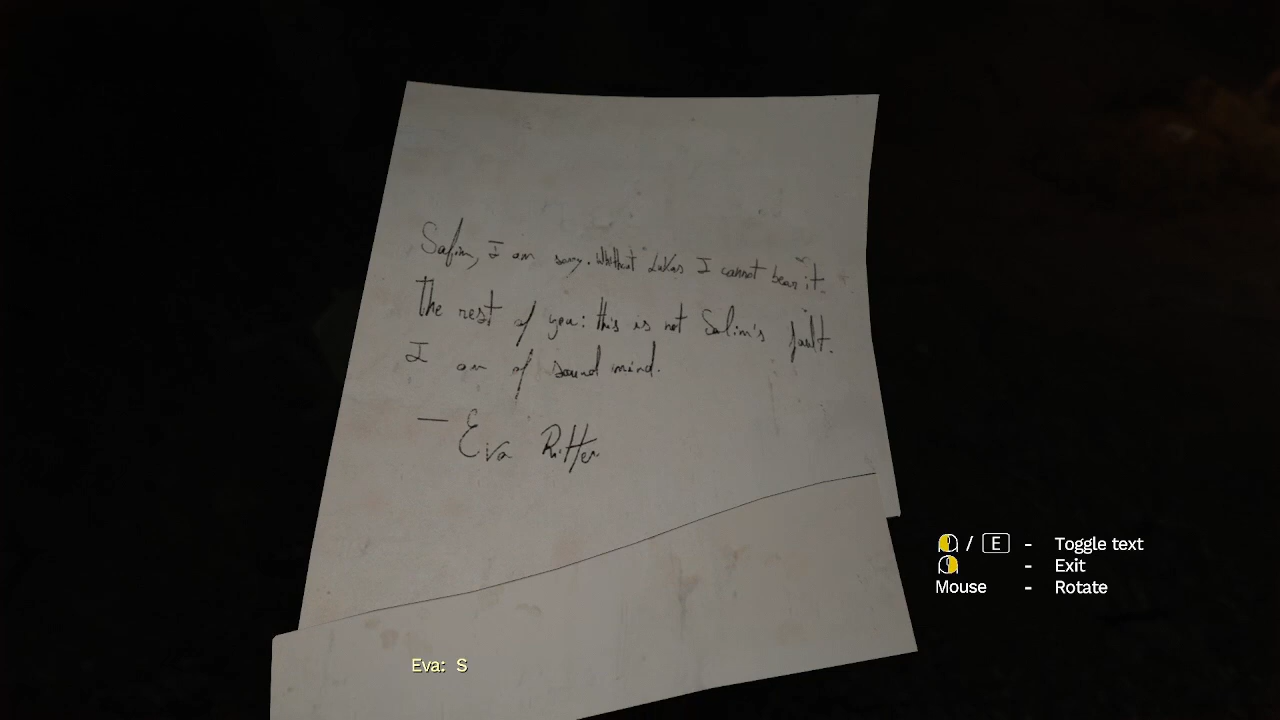 Salim, I am sorry. Whithout Lukas I cannot bear it.
The rest of you: this is not Salim's fault.
I am of sound mind.
— Eva Ritter
/ E - Toggle text
- Exit
Mouse - Rotate
Eva: S